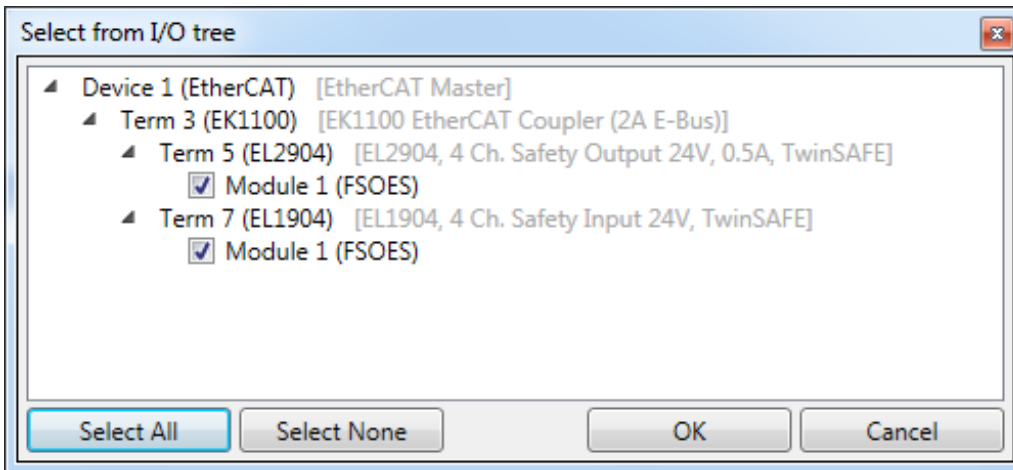 Select from I/O tree
Device 1 (EtherCAT) [EtherCAT Master]
Term 3 (EK1100) [EK1100 EtherCAT Coupler (2A E-Bus)]
Term 5 (EL2904) [EL2904, 4 Ch. Safety Output 24V, 0.5A, TwinSAFE]
Module 1 (FSOES)
Term 7 (EL1904) [EL1904, 4 Ch. Safety Input 24V, TwinSAFE]
Module 1 (FSOES)
Select All Select None OK Cancel